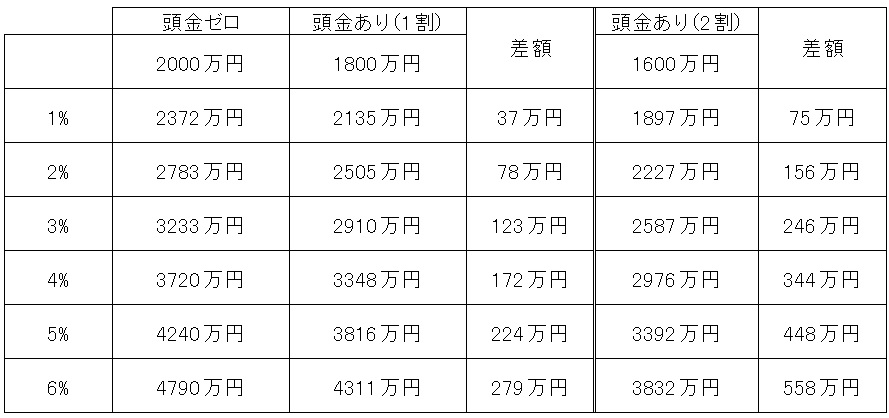 頭金ゼロ 頭金あり(1割) 差額 頭金あり(2割) 差額
2000万円 1800万円 1600万円
1% 2372万円 2135万円 37万円 1897万円 75万円
2% 2783万円 2505万円 78万円 2227万円 156万円
3% 3233万円 2910万円 123万円 2587万円 246万円
4% 3720万円 3348万円 172万円 2976万円 344万円
5% 4240万円 3816万円 224万円 3392万円 448万円
6% 4790万円 4311万円 279万円 3832万円 558万円